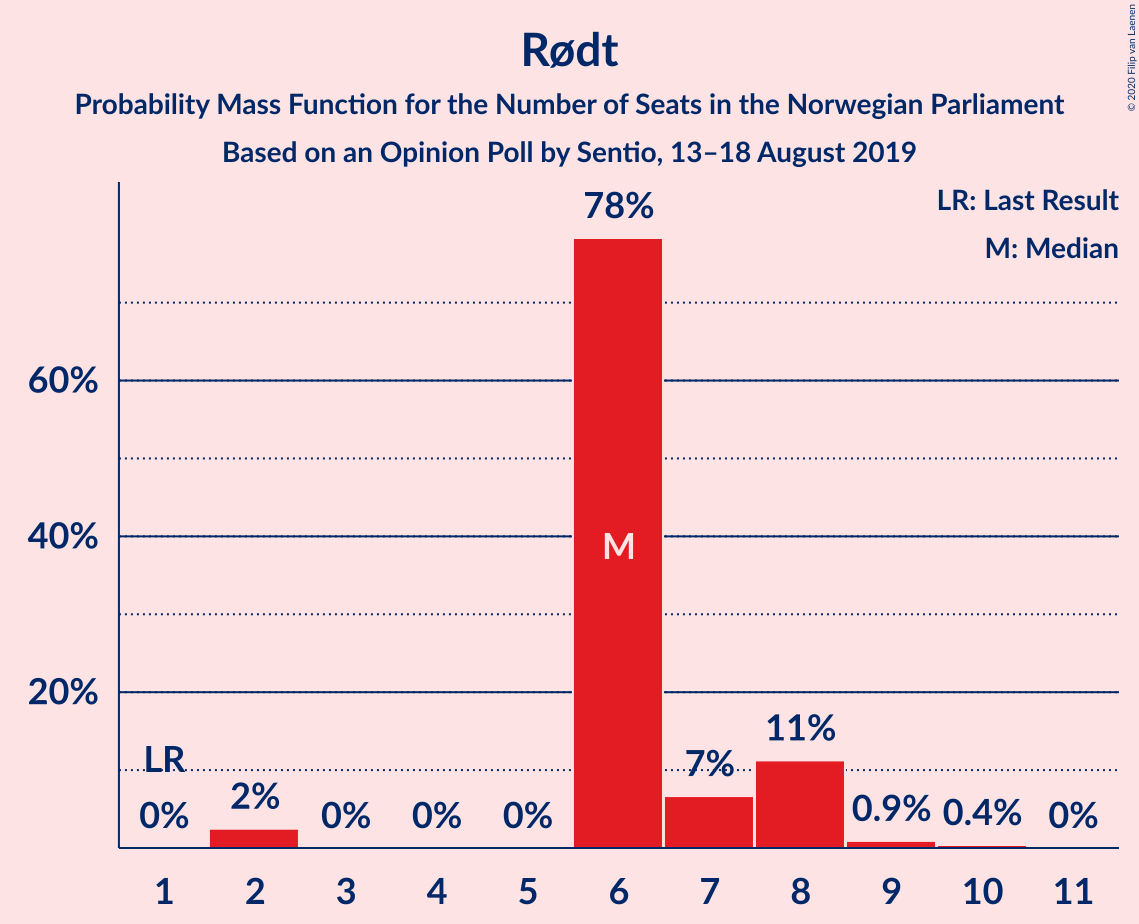 Rødt
Probability Mass Function for the Number of Seats in the Norwegian Parliament
Based on an Opinion Poll by Sentio, 13–18 August 2019
© 2020 Filip van Laenen
LR: Last Result
M: Median
78%
60%
40%
20%
M
LR
0%
2%
0%
0%
0%
7%
11%
0.9%
0.4%
0%
1 2 3 4 5 6 7 8 9 10 11